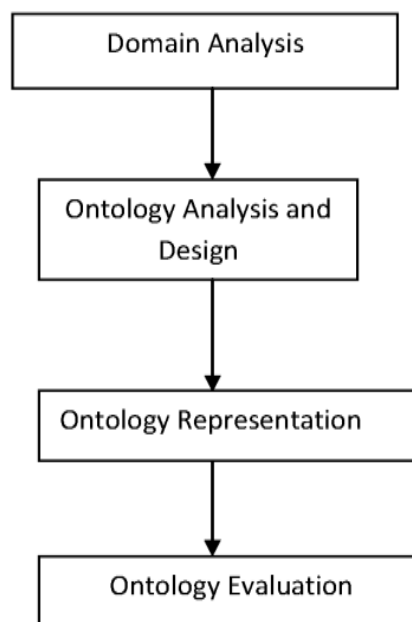 Domain Analysis
Ontology Analysis and
Design
Ontology Representation
Ontology Evaluation